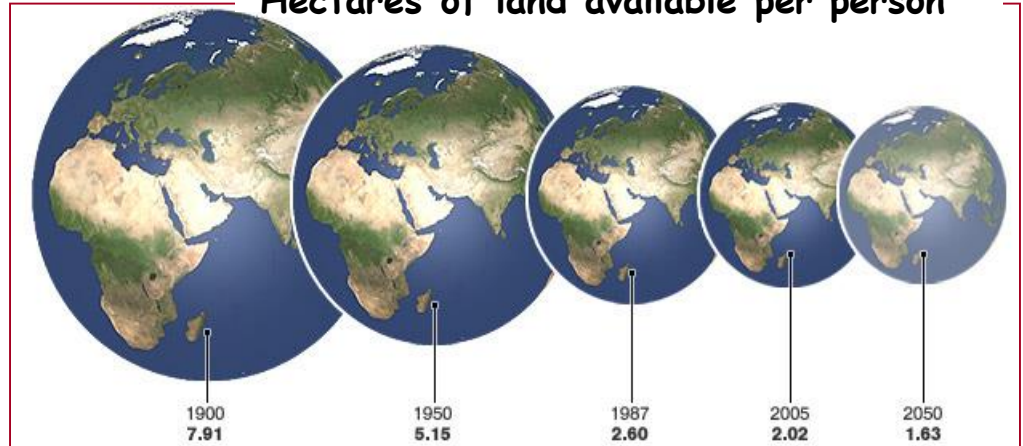 Hectares of land available per person
1900 1950 1987 2005 2050
7.91 5.15 2.60 2.02 1.63